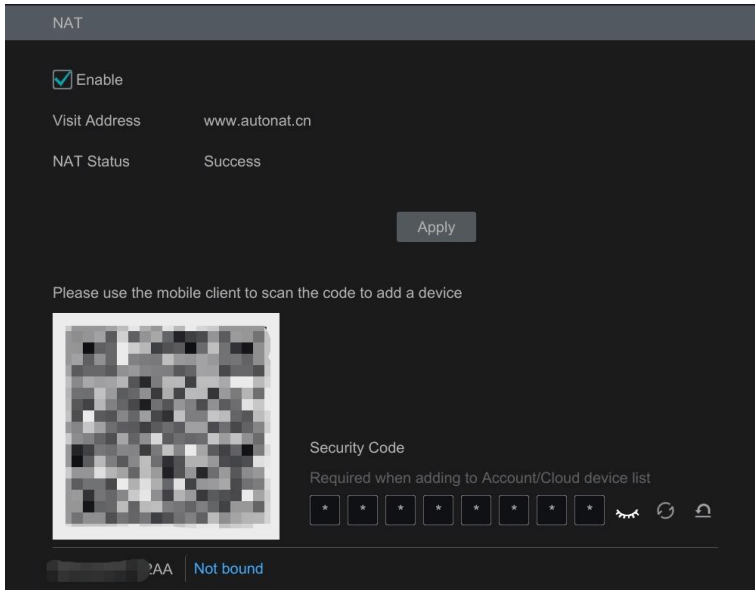 NAT
Enable
Visit Address www.autonat.cn
NAT Status Success
Apply
Please use the mobile client to scan the code to add a device
Security Code
Required when adding to Account/Cloud device list
* * * * * * * *
2AA Not bound